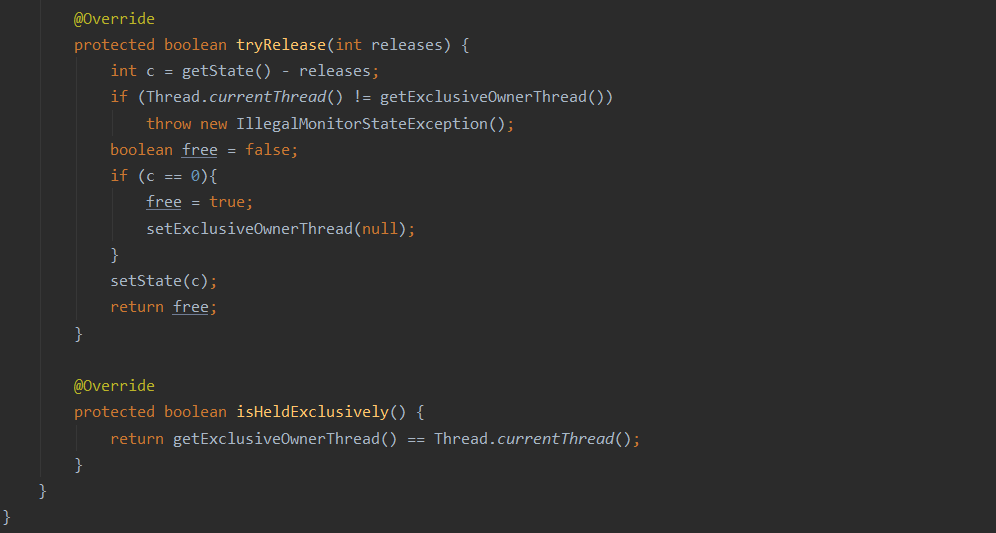 @Override
protected boolean tryRelease(int releases) {
int c = getState() - releases;
if (Thread.currentThread() != getExclusiveOwnerThread())
throw new IllegalMonitorStateException();
boolean free = false;
if (c == 0){
free = true;
setExclusiveOwnerThread(null);
}
setState(c);
return free;
}
@Override
protected boolean isHeldExclusively() {
return getExclusiveOwnerThread() == Thread.currentThread();
}
}
}